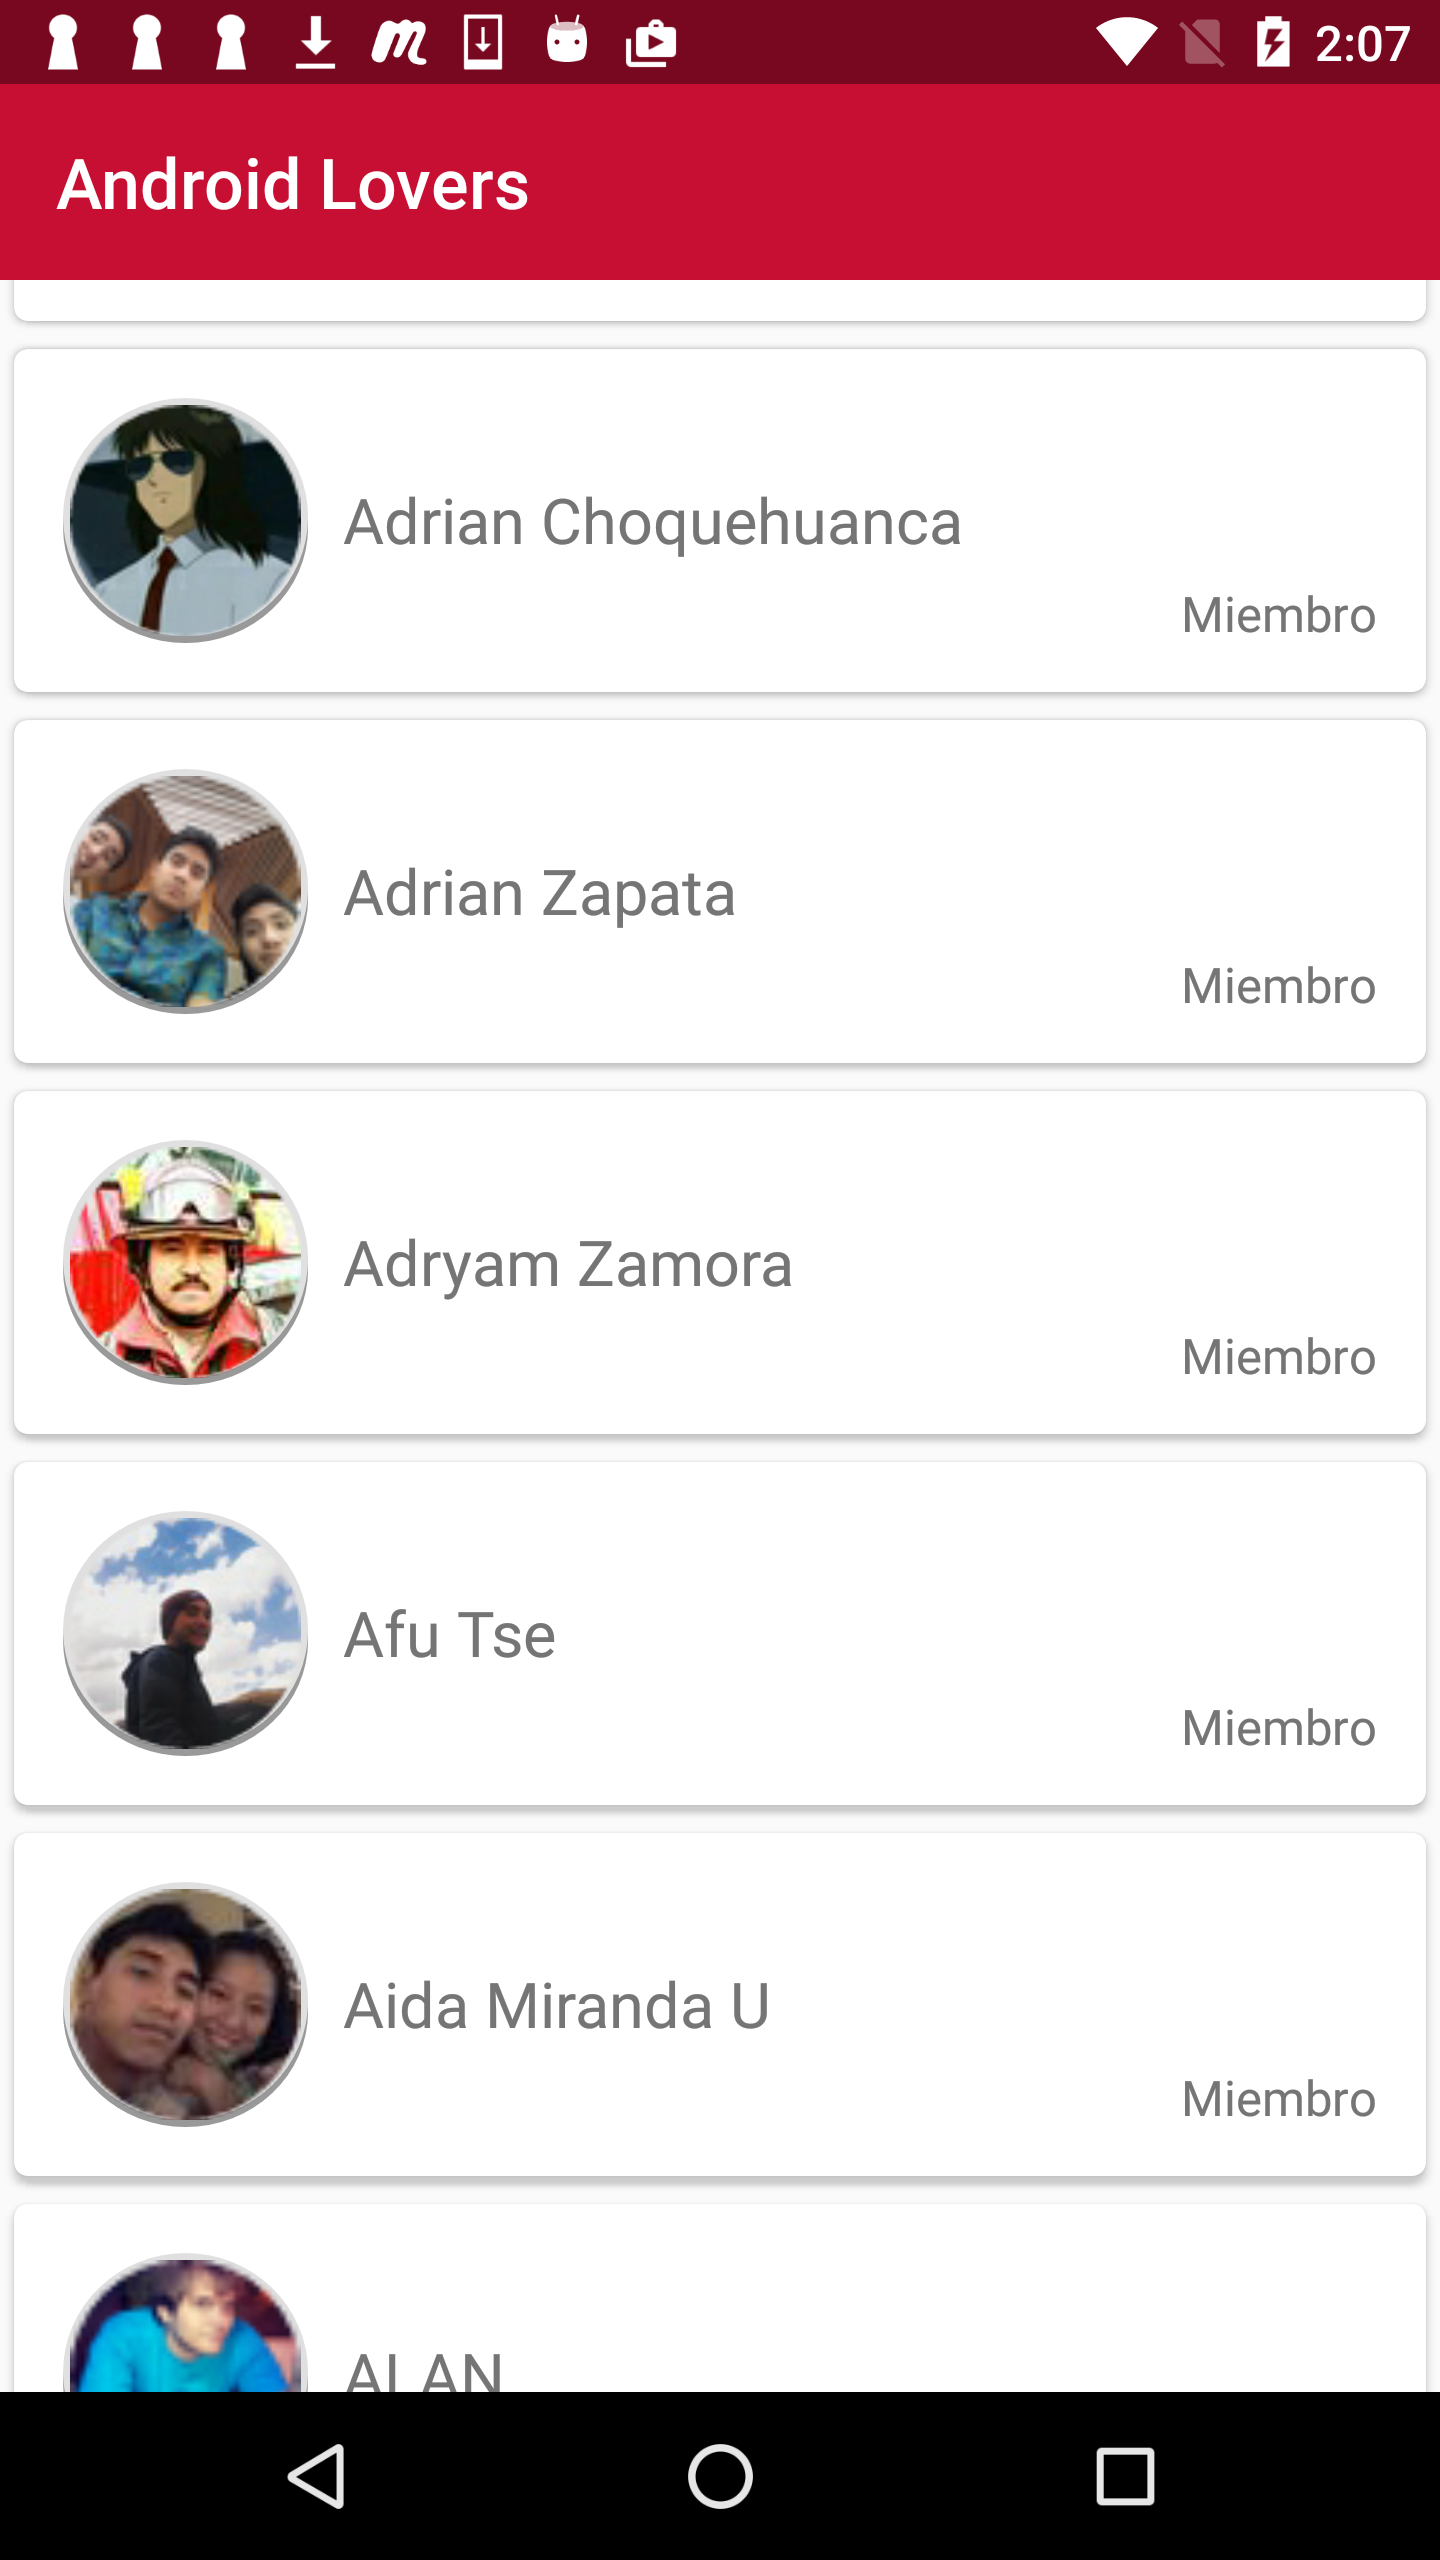 2:07
Android Lovers
Adrian Choquehuanca
Miembro
Adrian Zapata
Miembro
Adryam Zamora
Miembro
Afu Tse
Miembro
Aida Miranda U
Miembro
ALAN